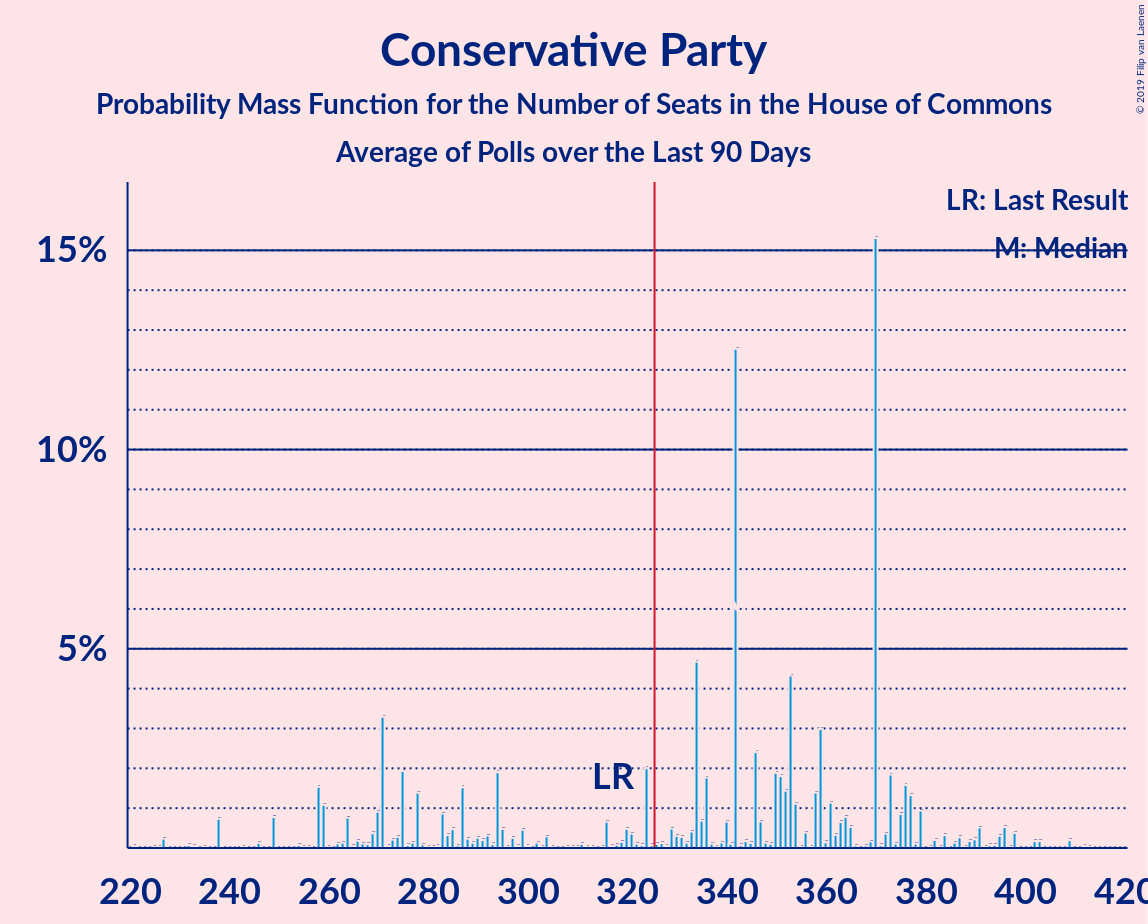 Conservative Party
Probability Mass Function for the Number of Seats in the House of Commons
Average of Polls over the Last 90 Days
© 2019 Filip van Laenen
LR: Last Result
M: Median
15%
10%
5%
LR
220 240 260 280 300 320 340 360 380 400 420